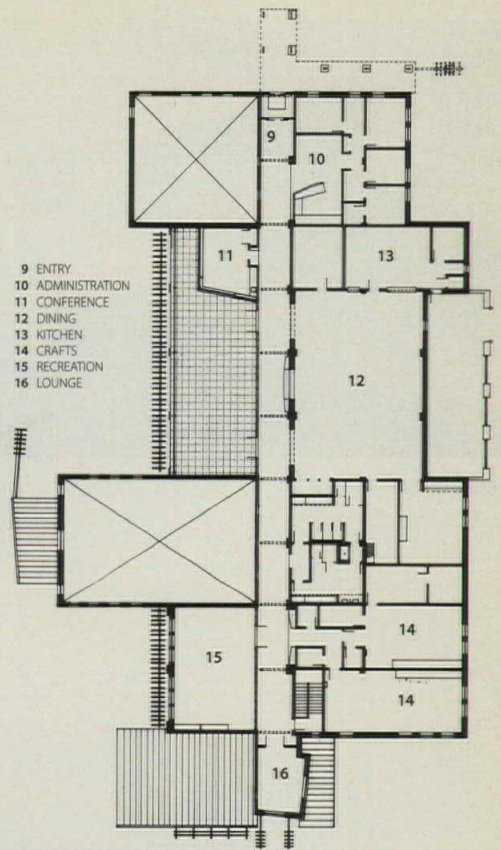 9
10
11
13
9 ENTRY
10 ADMINISTRATION
11 CONFERENCE
12 DINING
13 KITCHEN
14 CRAFTS
15 RECREATION
16 LOUNGE
12
14
15
14
16